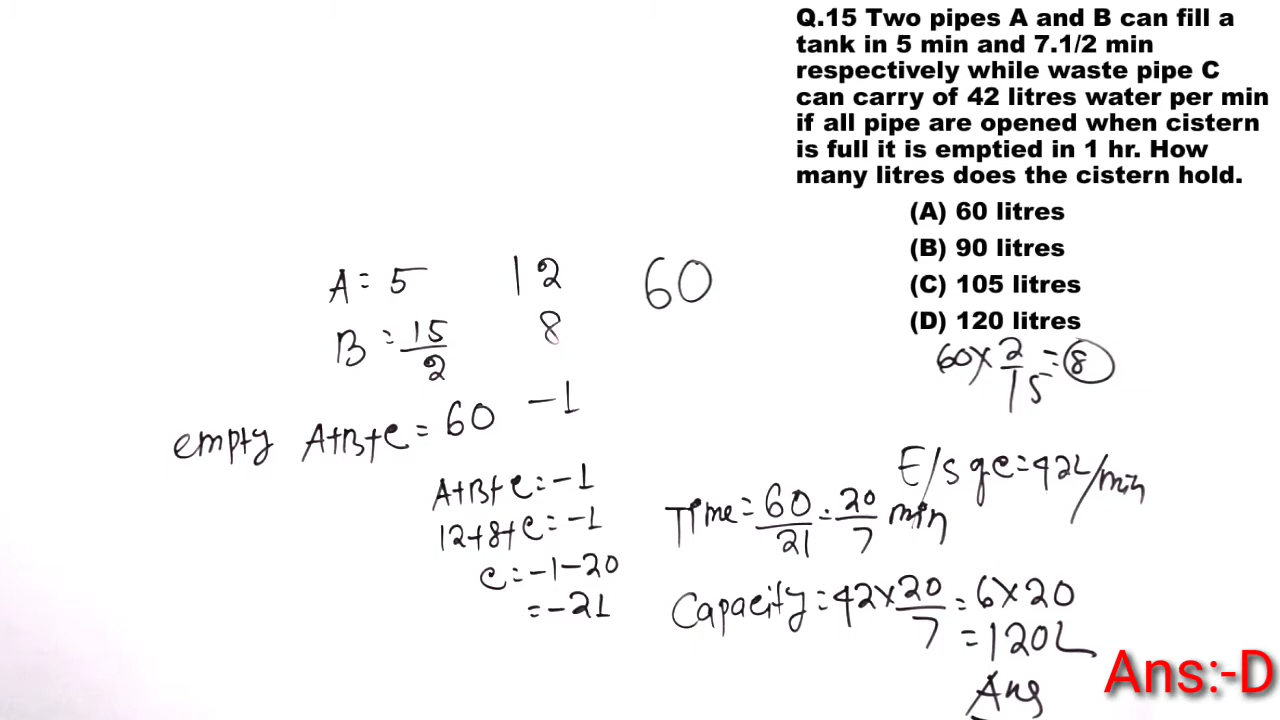 Q.15 Two pipes A and B can fill a
tank in 5 min and 7.1/2 min
respectively while waste pipe C
can carry of 42 litres water per min
if all pipe are opened when cistern
is full it is emptied in 1 hr. How
many litres does the cistern hold.
(A) 60 litres
(B) 90 litres
(C) 105 litres
(D) 120 litres
60 × 2/15 = 8
A = 5 12 60
B = 15/2 8
empty A+B+C = 60 -1
A+B+C = -1
12+8+C = -1
C = -1-20
= -21
E/s of C = 42L/min
Time = 60/21 = 20/7 min
Capacity = 42 × 20/7 = 6 × 20
= 120L
Ans
Ans:-D